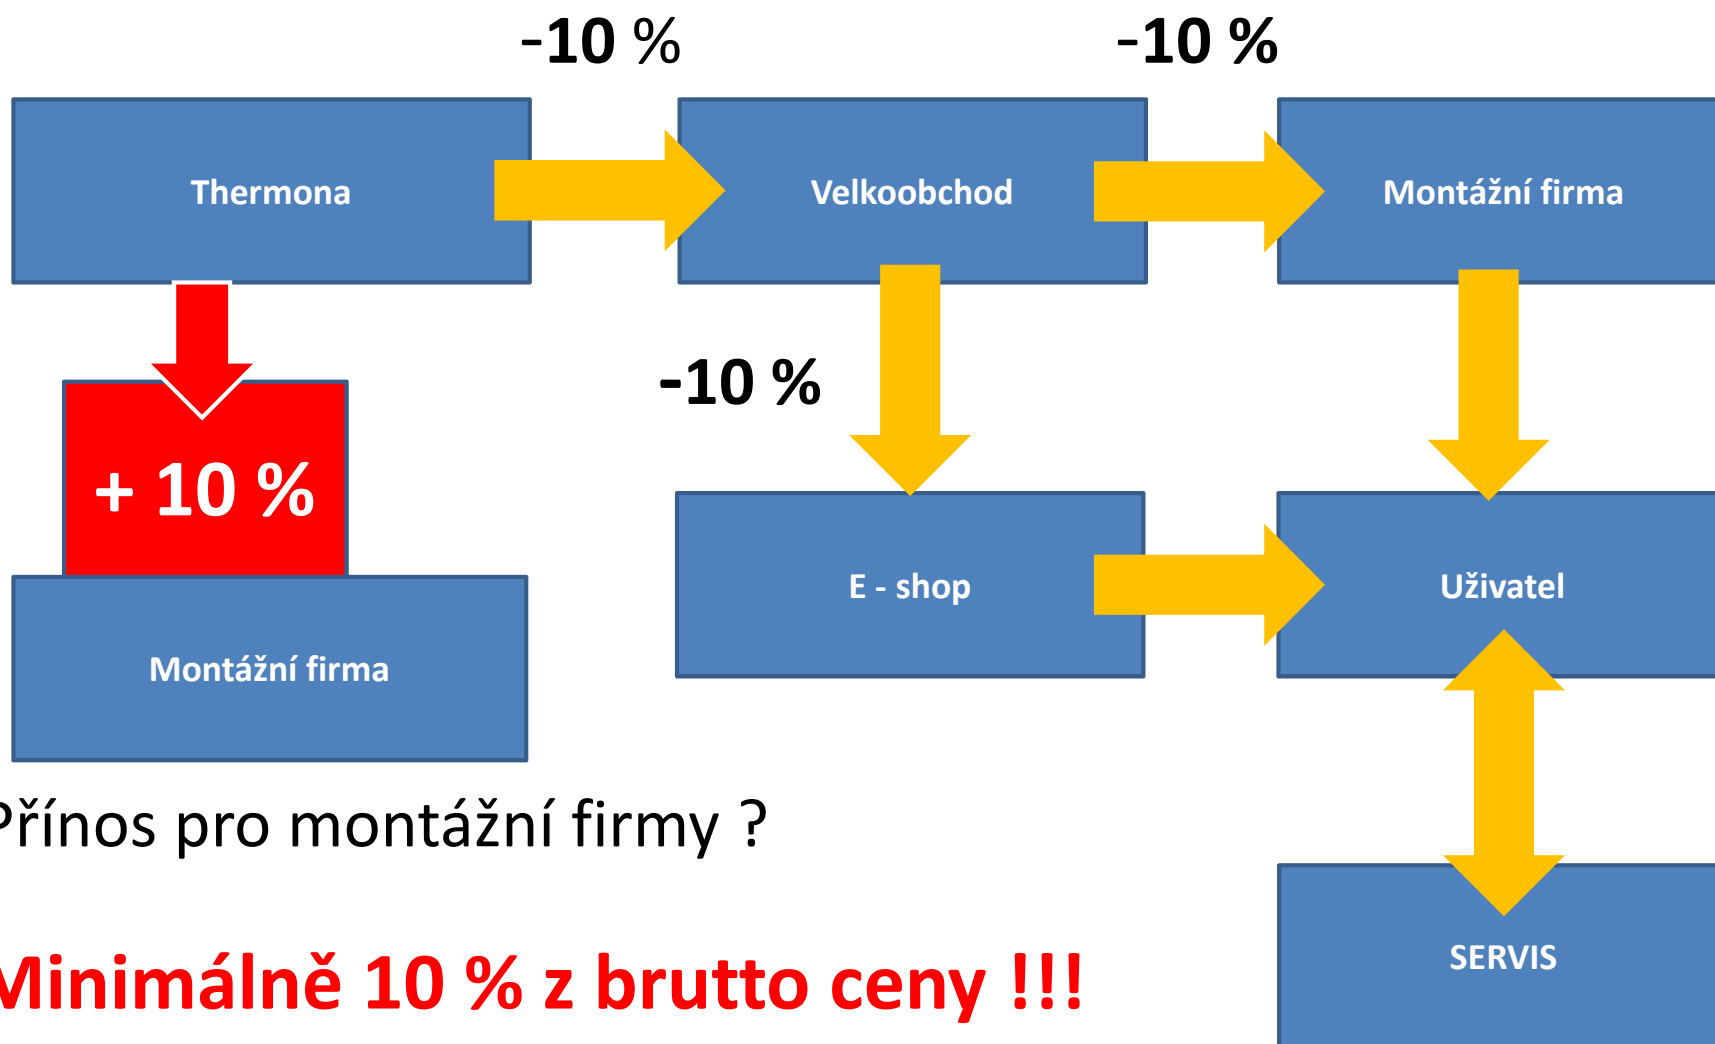 -10 %
-10 %
Thermona
Velkoobchod
Montážní firma
-10 %
+ 10 %
E - shop
Uživatel
Montážní firma
Přínos pro montážní firmy ?
SERVIS
Minimálně 10 % z brutto ceny !!!